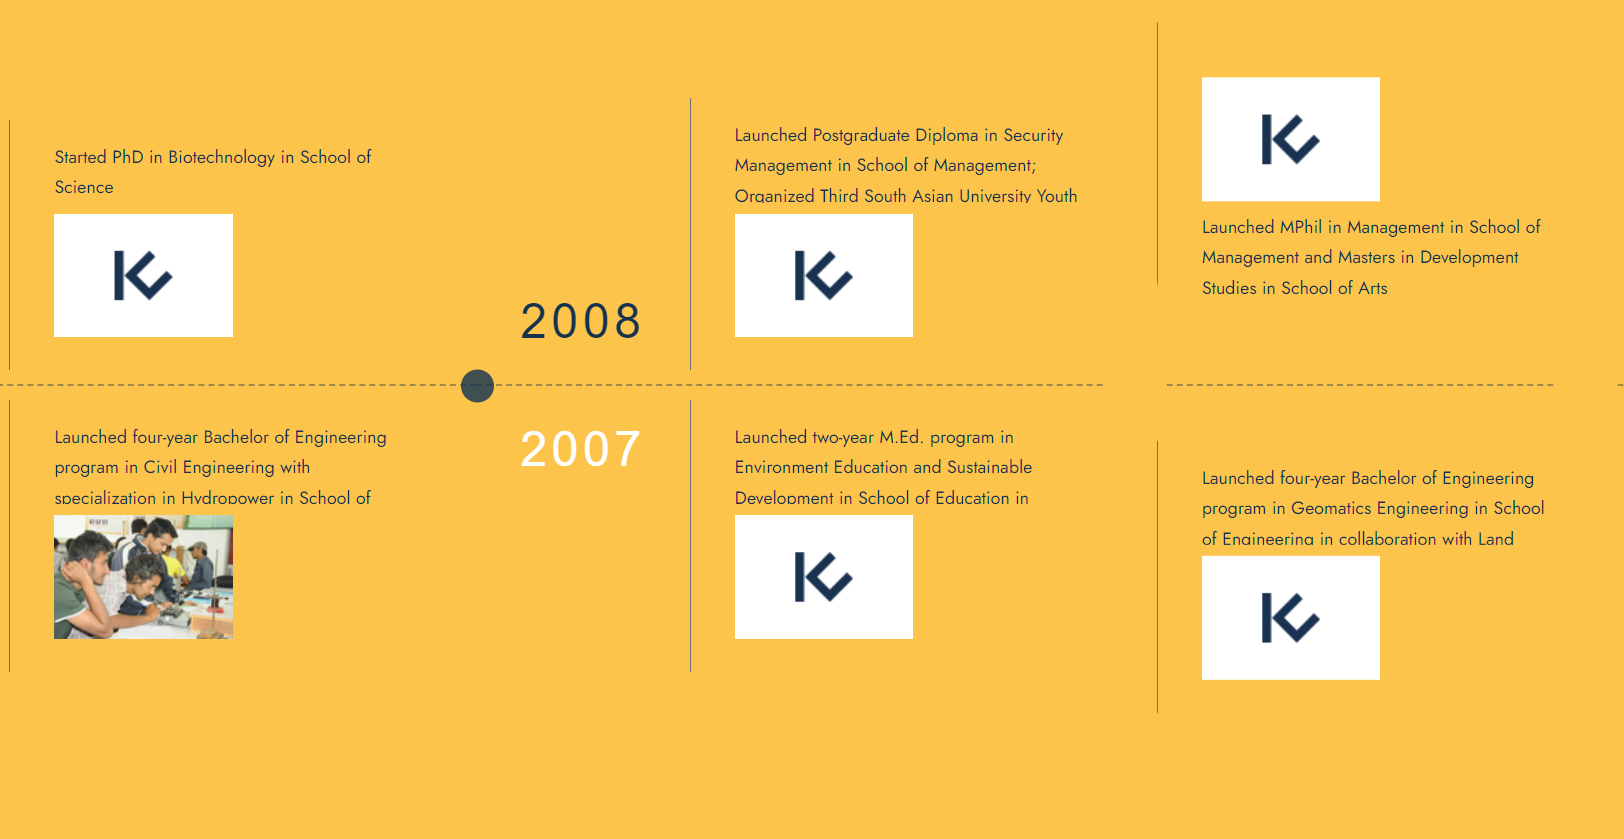 Started PhD in Biotechnology in School of
Science
Launched four-year Bachelor of Engineering
program in Civil Engineering with
specialization in Hydropower in School of
2008
2007
Launched Postgraduate Diploma in Security
Management in School of Management;
Organized Third South Asian University Youth
Launched two-year M.Ed. program in
Environment Education and Sustainable
Development in School of Education in
Launched MPhil in Management in School of
Management and Masters in Development
Studies in School of Arts
Launched four-year Bachelor of Engineering
program in Geomatics Engineering in School
of Engineering in collaboration with Land